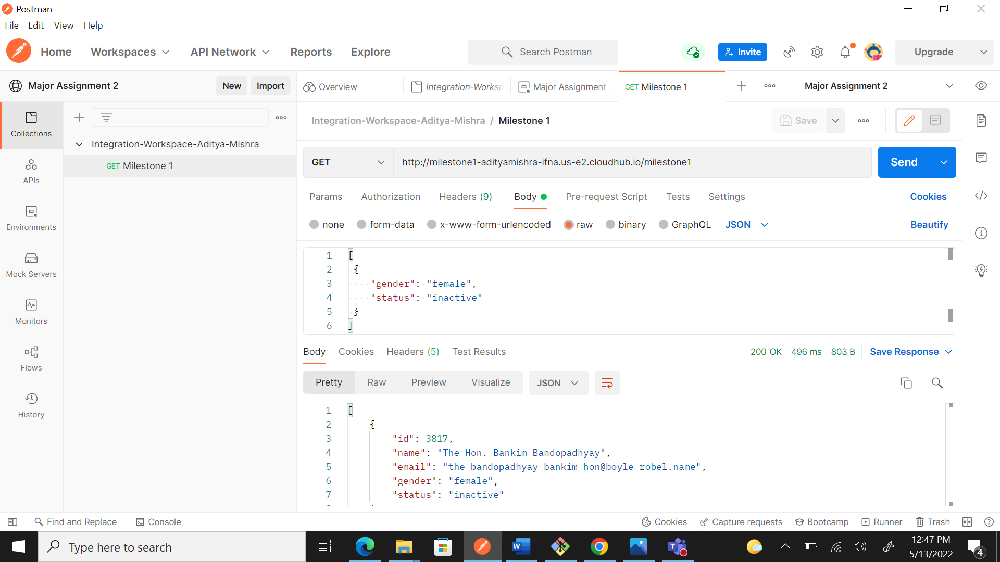 Postman
File Edit View Help
Home Workspaces API Network Reports Explore Search Postman Invite Upgrade
Major Assignment 2 New Import Overview Integration-Worksp Major Assignment GET Milestone 1 Major Assignment 2
Integration-Workspace-Aditya-Mishra / Milestone 1 Save
Collections
Integration-Workspace-Aditya-Mishra
GET Milestone 1
GET http://milestone1-adityamishra-ifna.us-e2.cloudhub.io/milestone1 Send
APIs
Params Authorization Headers (9) Body Pre-request Script Tests Settings Cookies
Environments
none form-data x-www-form-urlencoded raw binary GraphQL JSON Beautify
1 [
2 {
3 "gender": "female",
4 "status": "inactive"
5 }
6 ]
Mock Servers
Monitors
Flows
History
Body Cookies Headers (5) Test Results 200 OK 496 ms 803 B Save Response
Pretty Raw Preview Visualize JSON
1 [
2 {
3 "id": 3817,
4 "name": "The Hon. Bankim Bandopadhyay",
5 "email": "the_bandopadhyay_bankim_hon@boyle-robel.name",
6 "gender": "female",
7 "status": "inactive"
Find and Replace Console Cookies Capture requests Bootcamp Runner Trash
Type here to search
12:47 PM
5/13/2022
4